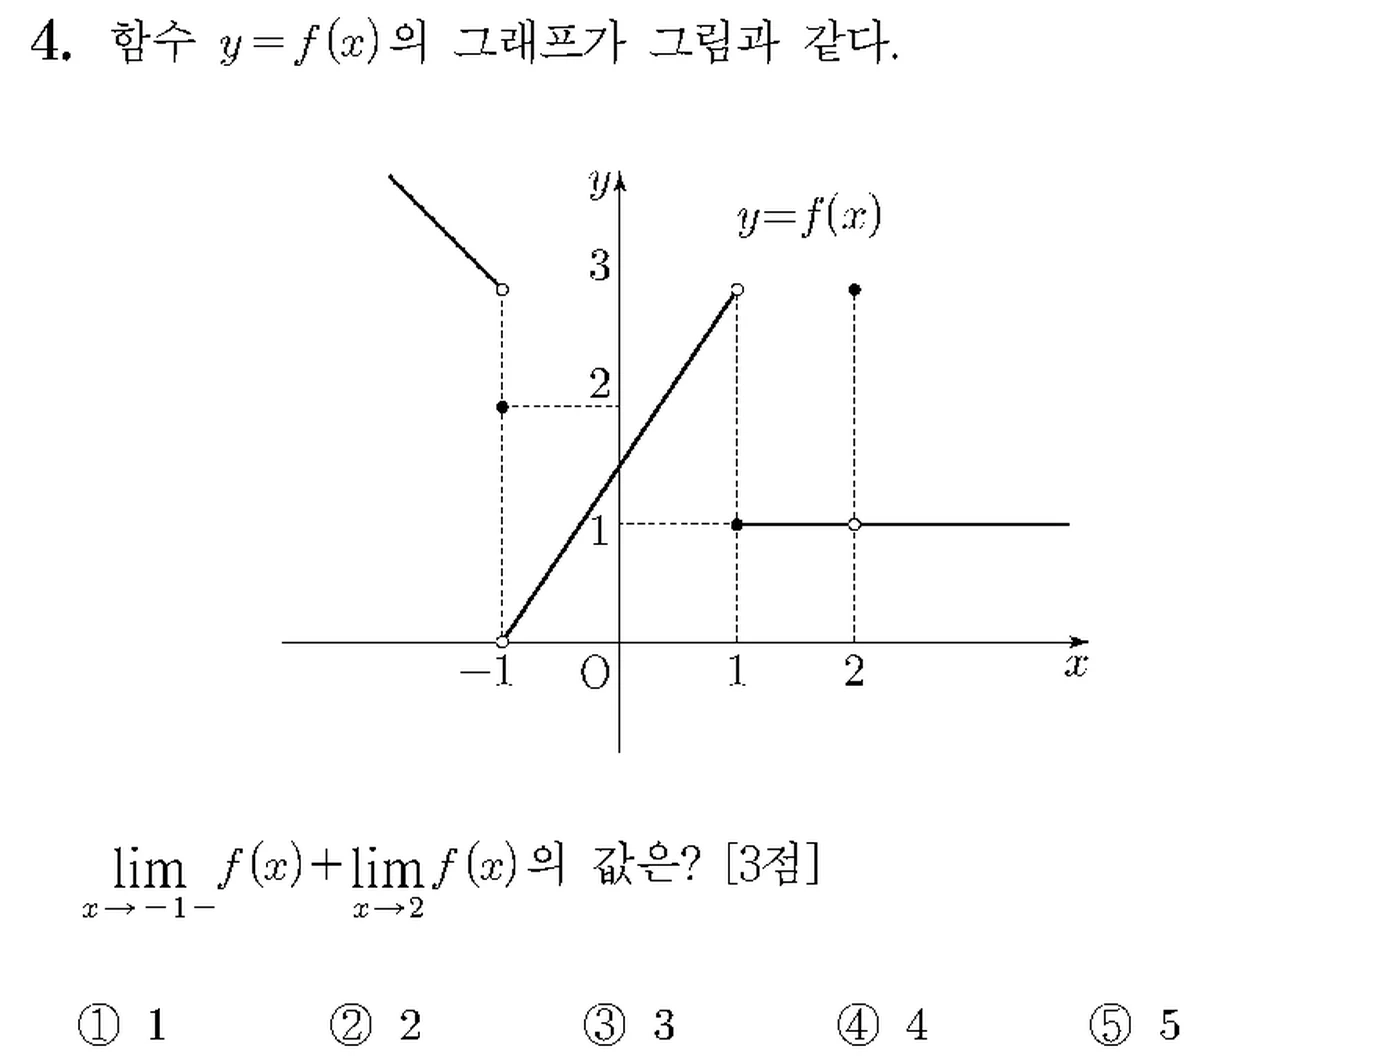 4. 함수 y=f(x)의 그래프가 그림과 같다.
y
y=f(x)
3
2
1
-1 O 1 2 x
lim f(x)+lim f(x)의 값은? [3점]
x→-1- x→2
① 1 ② 2 ③ 3 ④ 4 ⑤ 5